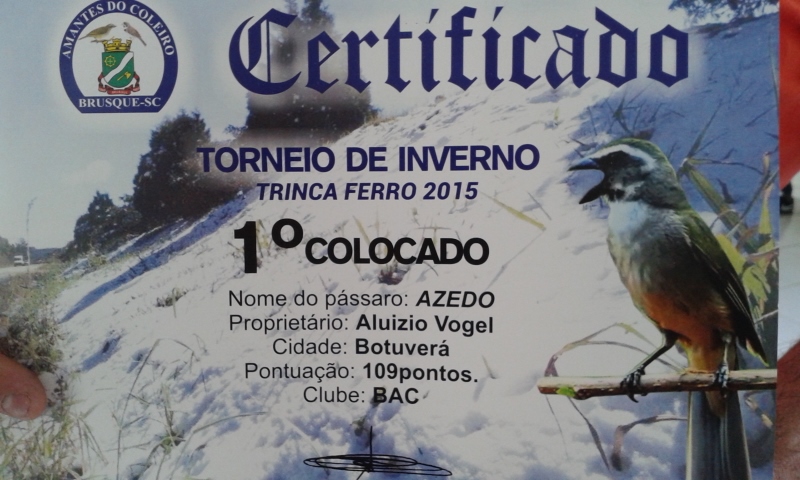 AMANTES DO COLEIRO
BRUSQUE-SC
Certificado
TORNEIO DE INVERNO
TRINCA FERRO 2015
1º COLOCADO
Nome do pássaro: AZEDO
Proprietário: Aluizio Vogel
Cidade: Botuverá
Pontuação: 109pontos.
Clube: BAC